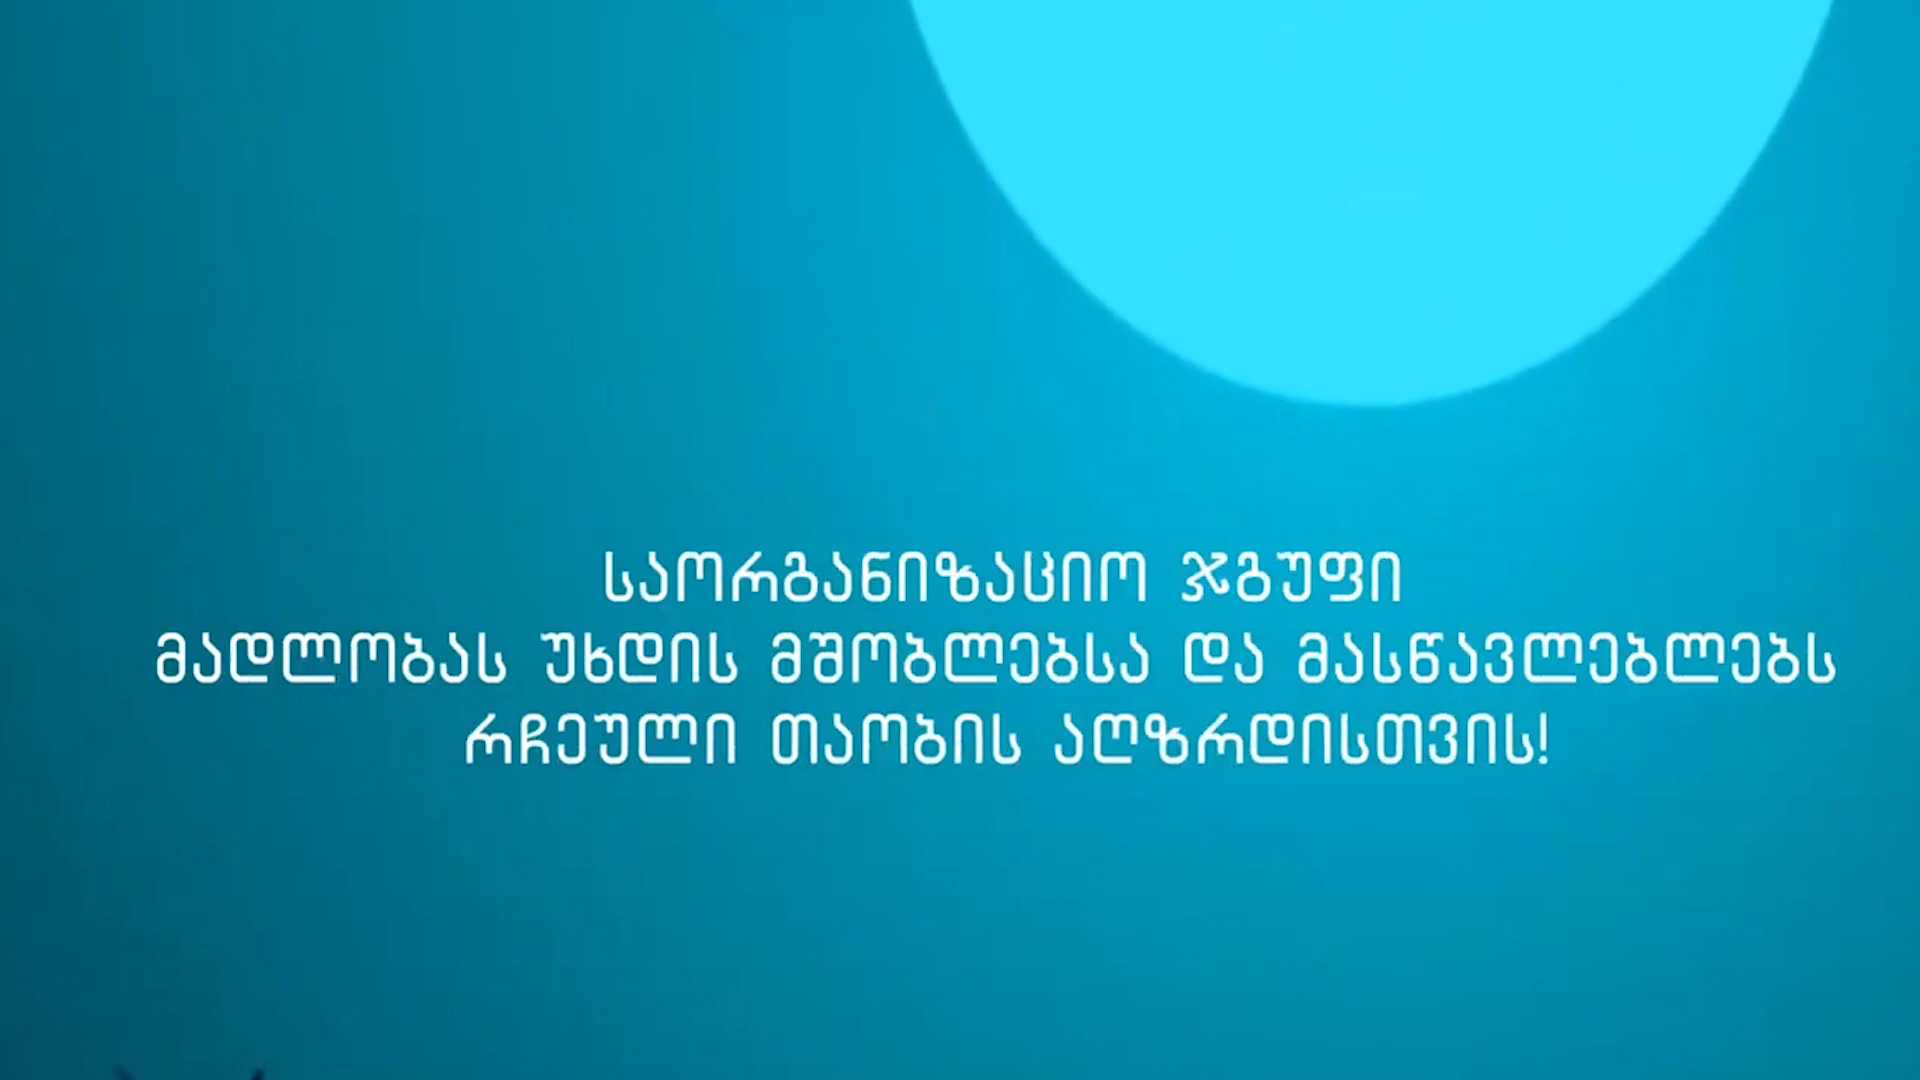 საორგანიზაციო ჯგუფი
მადლობას უხდის მშობლებსა და მასწავლებლებს
რჩეული თაობის აღზრდისთვის!